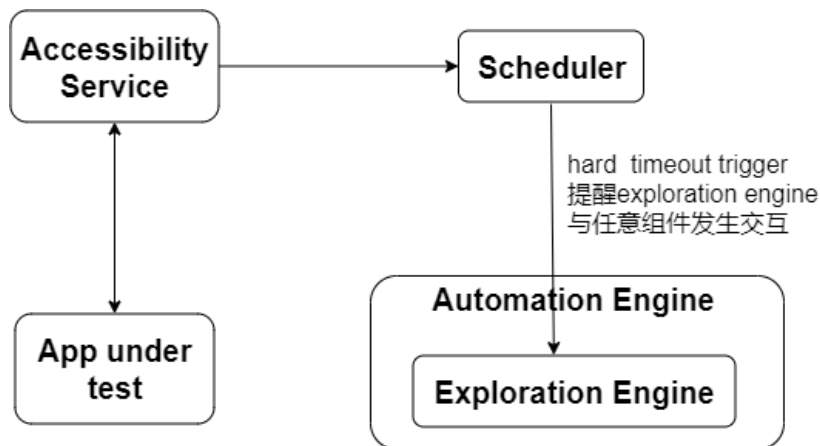 Accessibility
Service
Scheduler
hard timeout trigger
提醒exploration engine
与任意组件发生交互
Automation Engine
App under
test
Exploration Engine